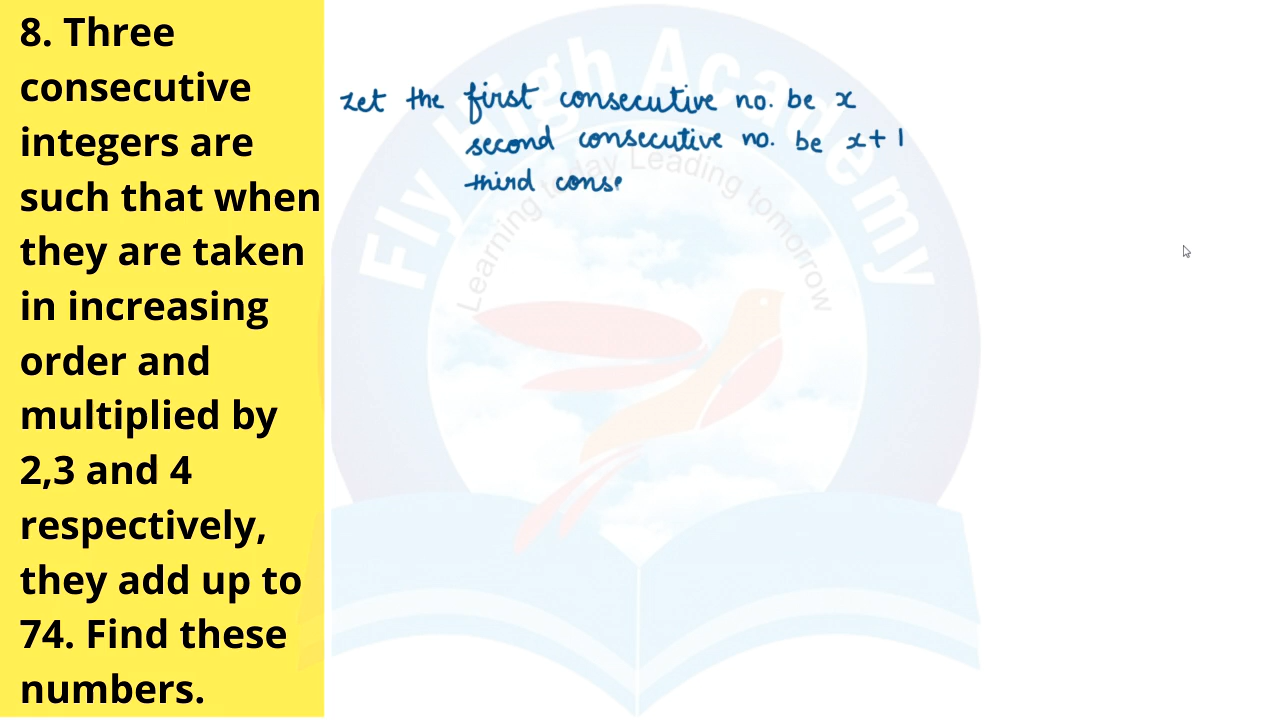 8. Three
consecutive
integers are
such that when
they are taken
in increasing
order and
multiplied by
2,3 and 4
respectively,
they add up to
74. Find these
numbers.
Let the first consecutive no. be x
second consecutive no. be x+1
third conse
Fly High Academy
Learning today Leading tomorrow